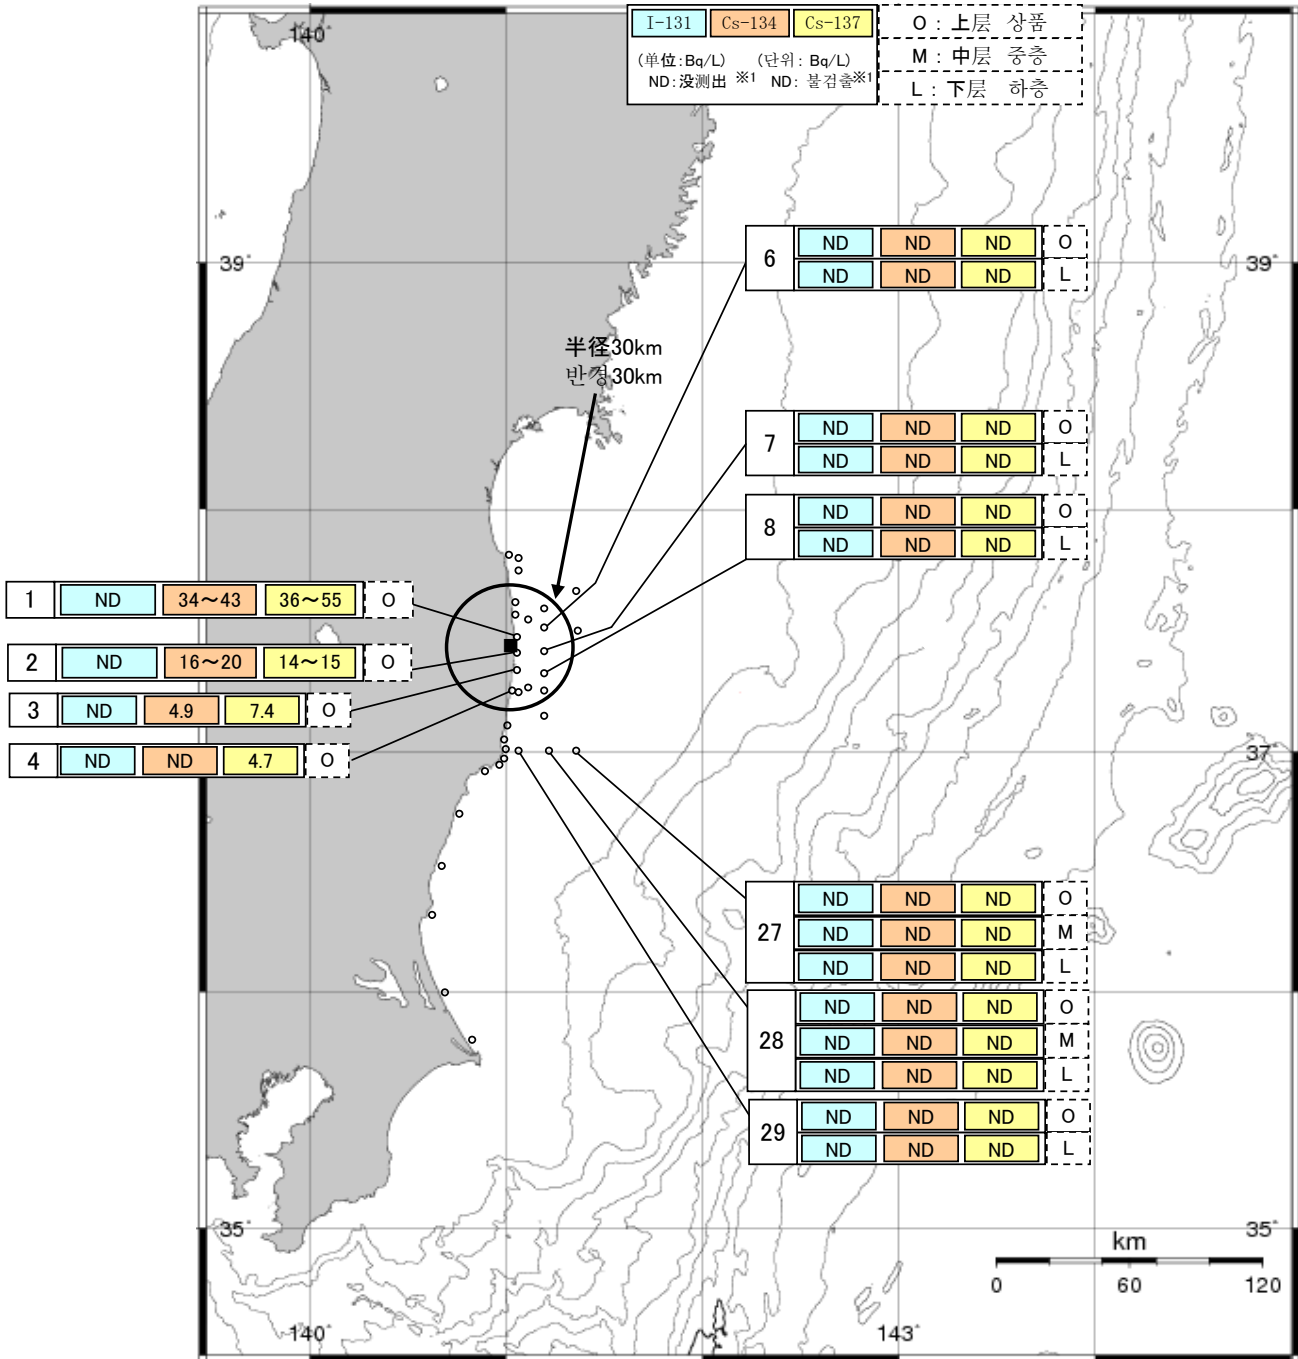 I-131 Cs-134 Cs-137
(単位:Bq/L) (단위: Bq/L)
ND:没測出 ※1 ND: 불검출※1
O : 上层 상품
M : 中层 중층
L : 下层 하층
140°
39°
39°
6 ND ND ND O
ND ND ND L
半径30km
반경30km
7 ND ND ND O
ND ND ND L
8 ND ND ND O
ND ND ND L
1 ND 34～43 36～55 O
2 ND 16～20 14～15 O
3 ND 4.9 7.4 O
4 ND ND 4.7 O
37°
27 ND ND ND O
ND ND ND M
ND ND ND L
28 ND ND ND O
ND ND ND M
ND ND ND L
29 ND ND ND O
ND ND ND L
35°
35°
km
0 60 120
140°
143°